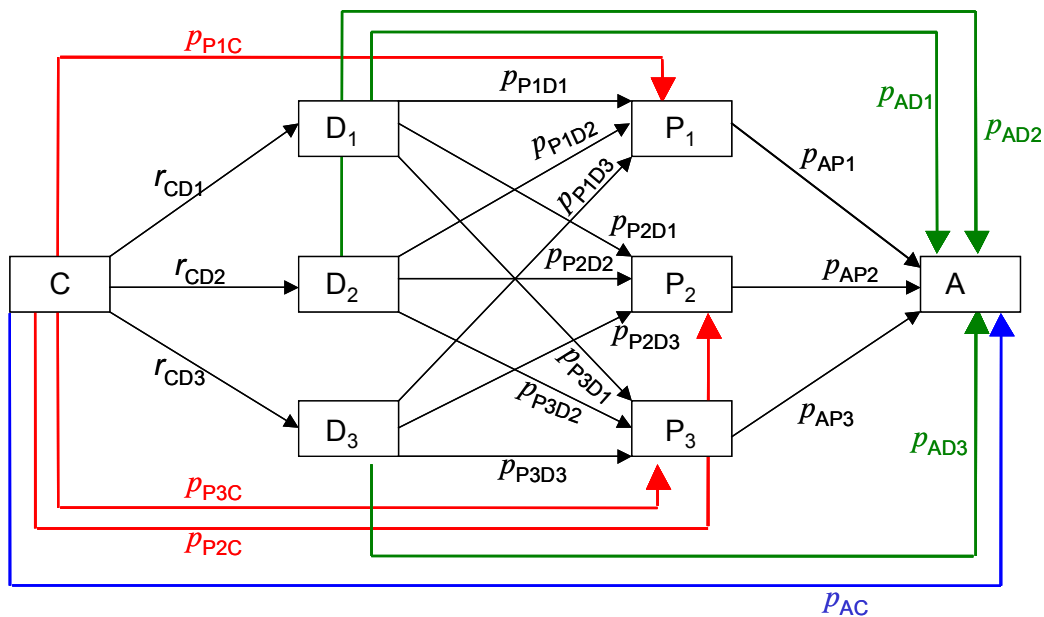 pP1C
pAD1
pAD2
pP1D1
D1
P1
pP1D2
pAP1
rCD1
pP1D3
pP2D1
C
rCD2
D2
pP2D2
P2
pAP2
A
pP2D3
rCD3
pP3D1
pP3D2
D3
P3
pAP3
pAD3
pP3D3
pP3C
pP2C
pAC